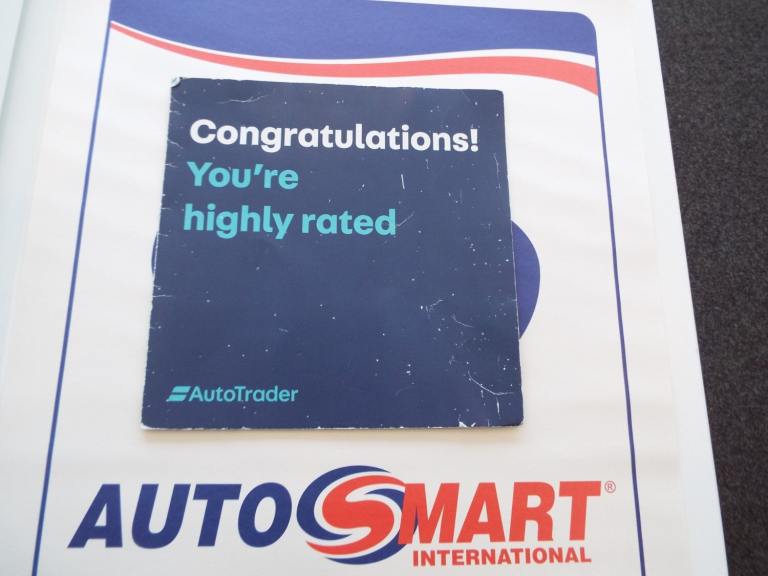 Congratulations!
You're
highly rated
AutoTrader
AUTOSMART®
INTERNATIONAL